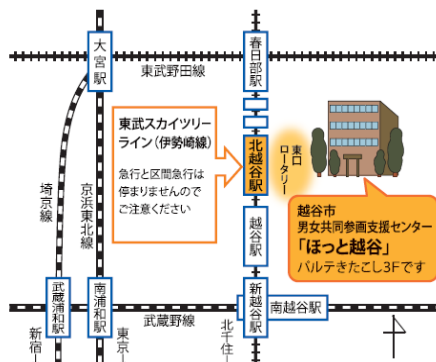 大宮駅
春日部駅
東武野田線
東武スカイツリー
ライン(伊勢崎線)
急行と区間急行は
停まりませんので
ご注意ください
北越谷駅
東口
ロータリー
越谷市
男女共同参画支援センター
「ほっと越谷」
パルテきたこし3Fです
埼京線
京浜東北線
越谷駅
武蔵浦和駅
南浦和駅
新越谷駅
南越谷駅
武蔵野線
新宿
東京
北千住